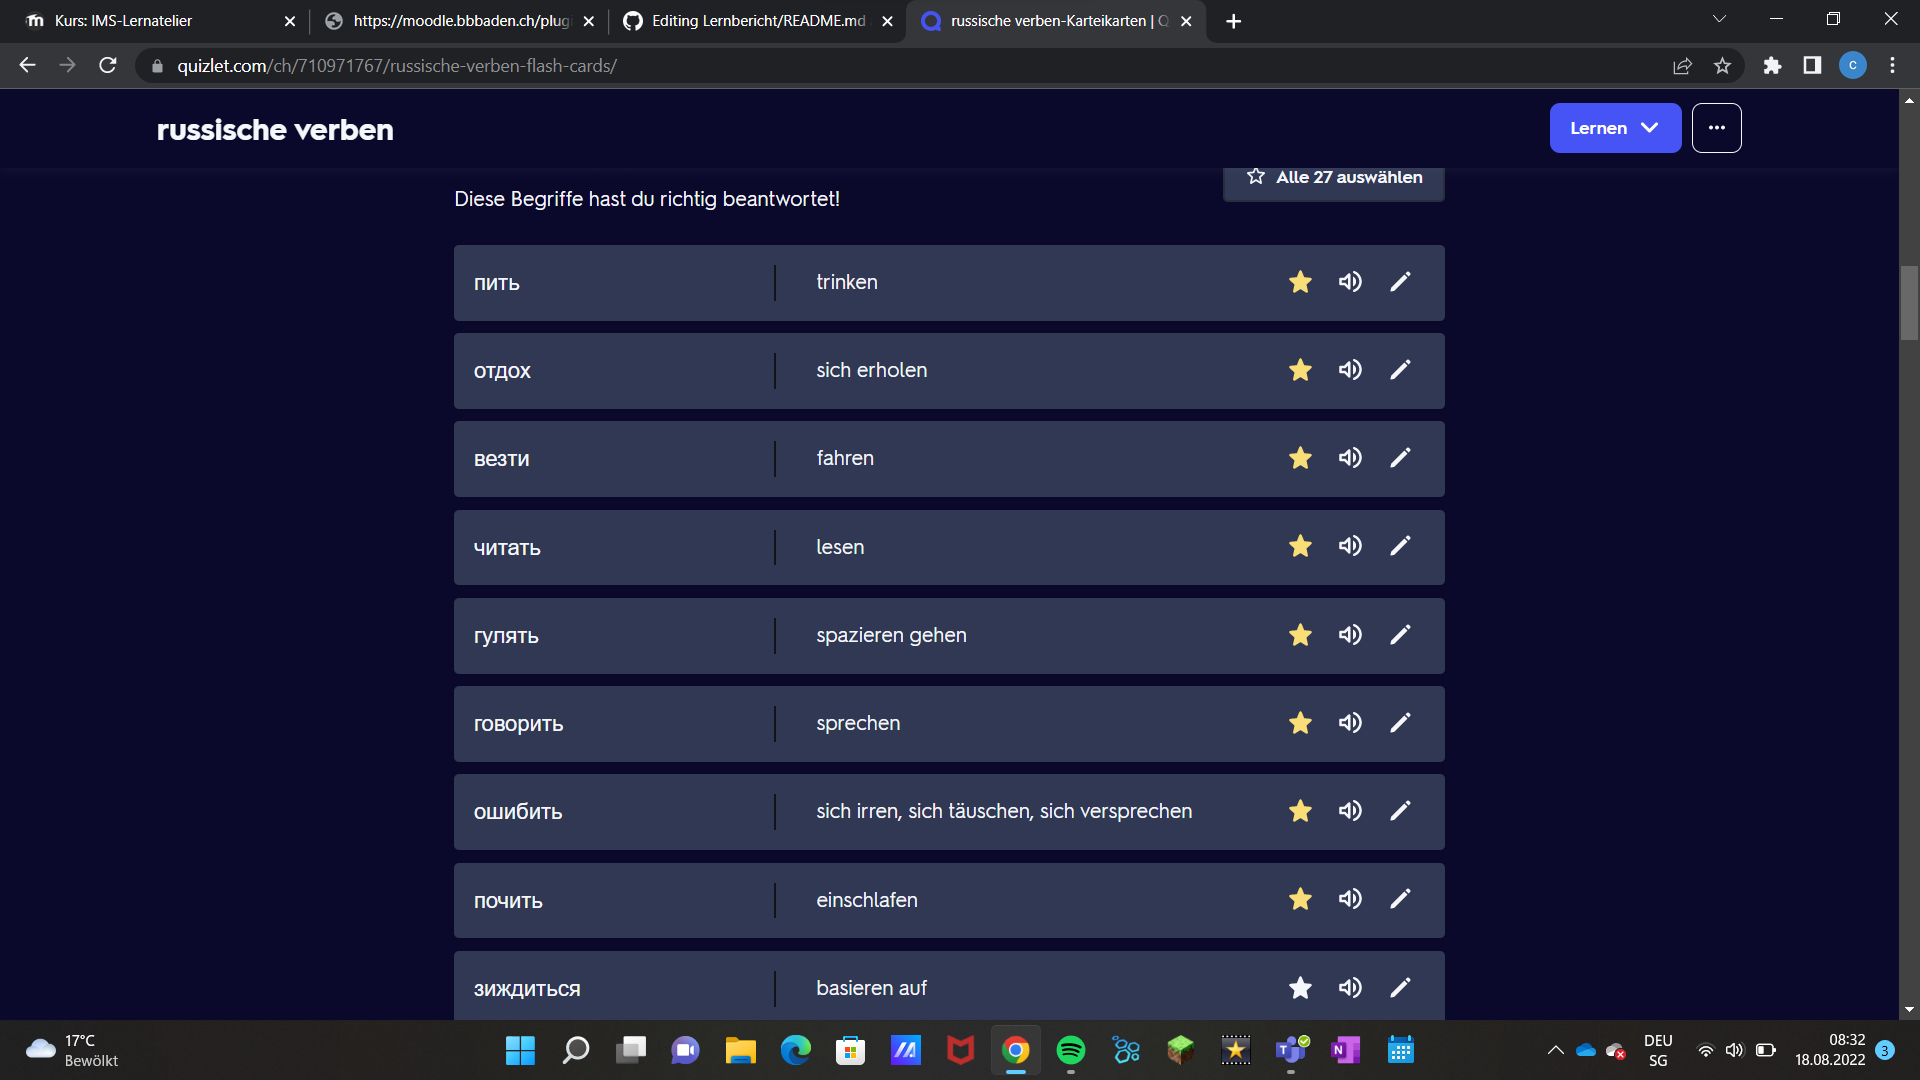 Kurs: IMS-Lernatelier
https://moodle.bbbaden.ch/plug
Editing Lernbericht/README.md
russische verben-Karteikarten | Q
quizlet.com/ch/710971767/russische-verben-flash-cards/
C
russische verben
Lernen
Alle 27 auswählen
Diese Begriffe hast du richtig beantwortet!
пить trinken
отдох sich erholen
везти fahren
читать lesen
гулять spazieren gehen
говорить sprechen
ошибить sich irren, sich täuschen, sich versprechen
почить einschlafen
зиждиться basieren auf
17°C
Bewölkt
DEU
SG
08:32
18.08.2022
3